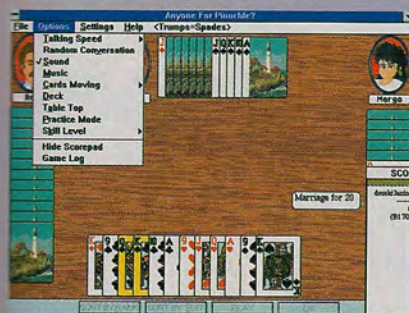 Anyone For Pinochle?
File Options Settings Help <Trumps=Spades>
Talking Speed
Random Conversation
✓Sound
Music
Cards Moving
Deck
Table Top
Practice Mode
Skill Level
Hide Scorepad
Game Log
J Q K K A
Margo
SCO
Marriage for 20